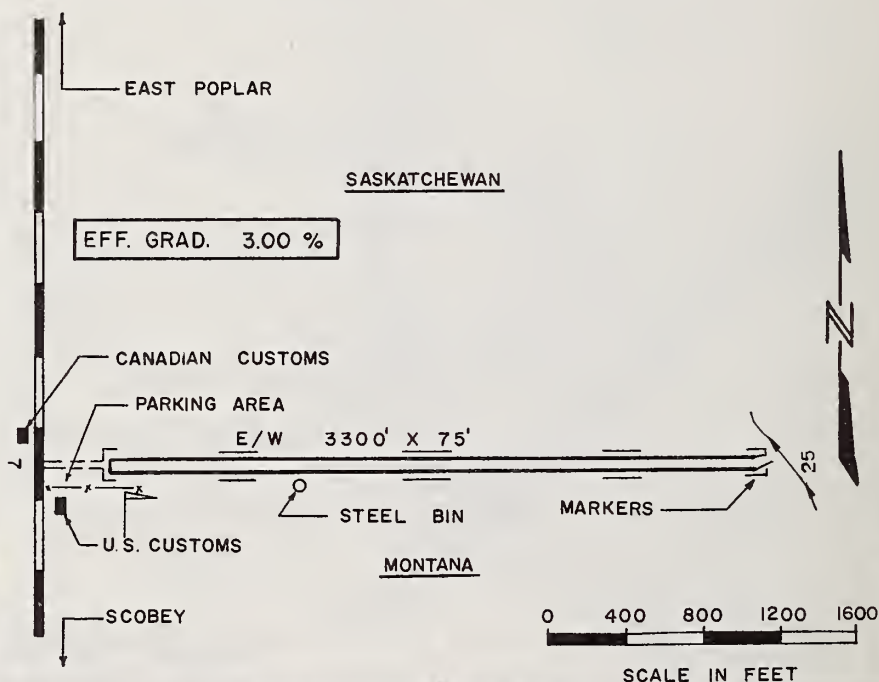 EAST POPLAR
SASKATCHEWAN
EFF. GRAD. 3.00 %
N
CANADIAN CUSTOMS
PARKING AREA
E/W 3300' X 75'
7
25
STEEL BIN
MARKERS
U.S. CUSTOMS
MONTANA
SCOBEY
0 400 800 1200 1600
SCALE IN FEET